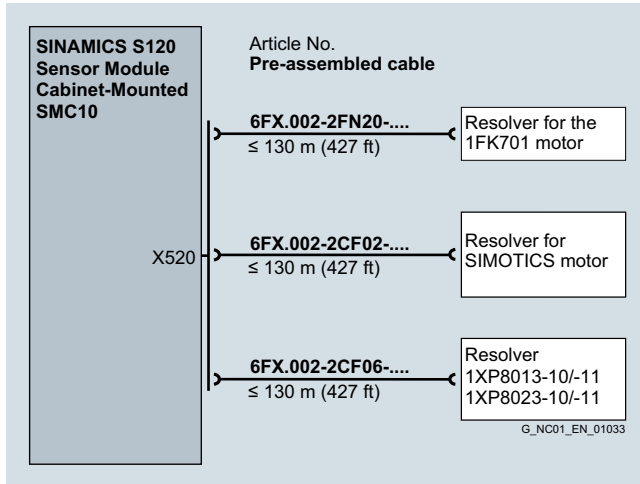 SINAMICS S120
Sensor Module
Cabinet-Mounted
SMC10
Article No.
Pre-assembled cable
6FX.002-2FN20-....
≤ 130 m (427 ft)
Resolver for the
1FK701 motor
X520
6FX.002-2CF02-....
≤ 130 m (427 ft)
Resolver for
SIMOTICS motor
6FX.002-2CF06-....
≤ 130 m (427 ft)
Resolver
1XP8013-10/-11
1XP8023-10/-11
G_NC01_EN_01033